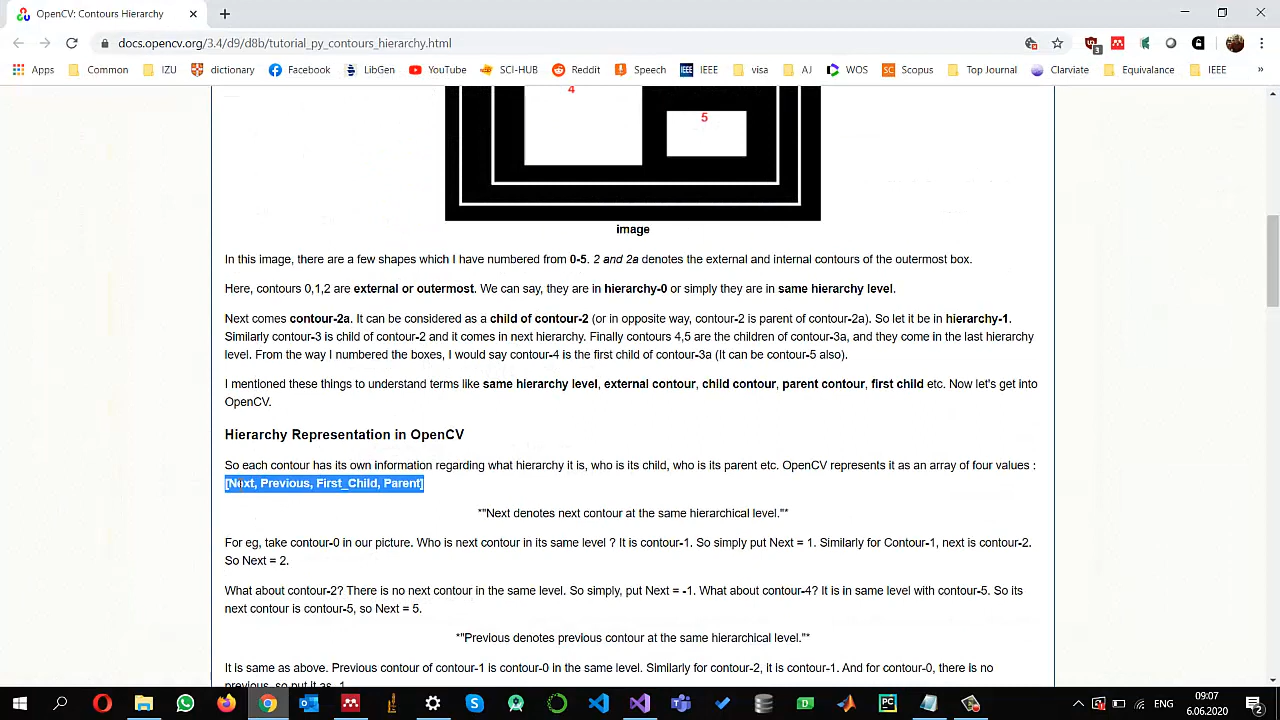 OpenCV: Contours Hierarchy
docs.opencv.org/3.4/d9/d8b/tutorial_py_contours_hierarchy.html
3
Apps Common IZU dictionary Facebook LibGen YouTube SCI-HUB Reddit Speech IEEE visa AJ WOS Scopus Top Journal Clarviate Equivalance IEEE
4
5
image
In this image, there are a few shapes which I have numbered from 0-5. 2 and 2a denotes the external and internal contours of the outermost box.
Here, contours 0,1,2 are external or outermost. We can say, they are in hierarchy-0 or simply they are in same hierarchy level.
Next comes contour-2a. It can be considered as a child of contour-2 (or in opposite way, contour-2 is parent of contour-2a). So let it be in hierarchy-1.
Similarly contour-3 is child of contour-2 and it comes in next hierarchy. Finally contours 4,5 are the children of contour-3a, and they come in the last hierarchy
level. From the way I numbered the boxes, I would say contour-4 is the first child of contour-3a (It can be contour-5 also).
I mentioned these things to understand terms like same hierarchy level, external contour, child contour, parent contour, first child etc. Now let's get into
OpenCV.
Hierarchy Representation in OpenCV
So each contour has its own information regarding what hierarchy it is, who is its child, who is its parent etc. OpenCV represents it as an array of four values :
[Next, Previous, First_Child, Parent]
*"Next denotes next contour at the same hierarchical level."*
For eg, take contour-0 in our picture. Who is next contour in its same level ? It is contour-1. So simply put Next = 1. Similarly for Contour-1, next is contour-2.
So Next = 2.
What about contour-2? There is no next contour in the same level. So simply, put Next = -1. What about contour-4? It is in same level with contour-5. So its
next contour is contour-5, so Next = 5.
*"Previous denotes previous contour at the same hierarchical level."*
It is same as above. Previous contour of contour-1 is contour-0 in the same level. Similarly for contour-2, it is contour-1. And for contour-0, there is no
previous, so put it as -1.
ENG
09:07
6.06.2020
2